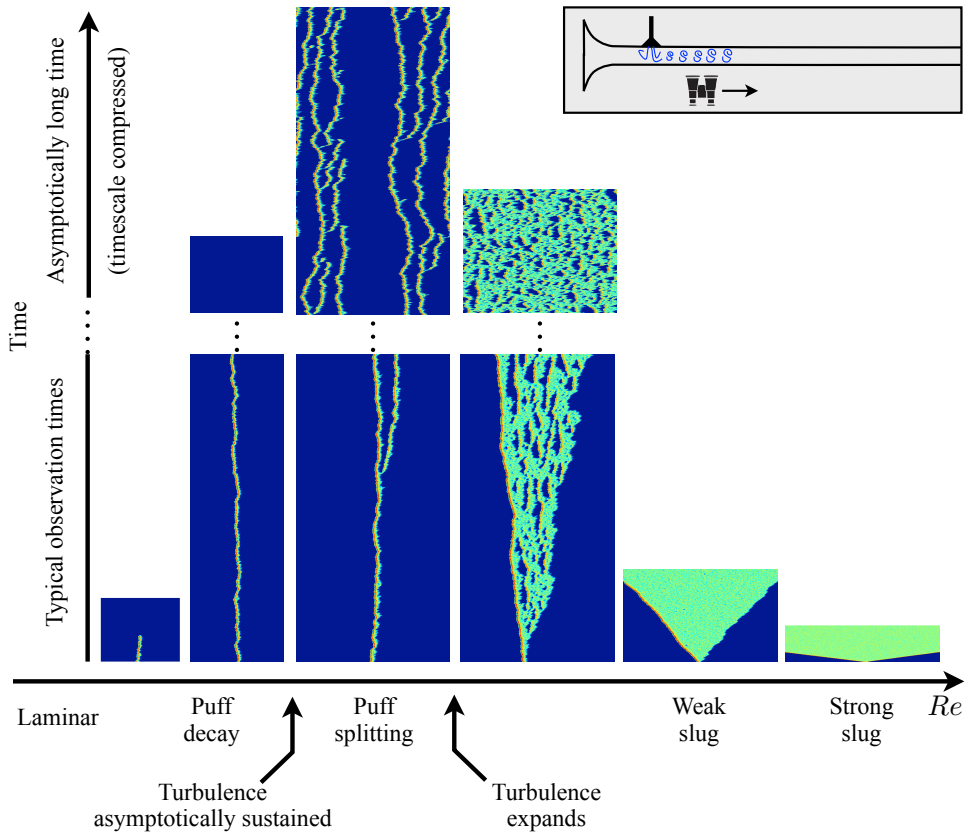 Asymptotically long time
(timescale compressed)
Time
Typical observation times
Laminar
Puff
decay
Puff
splitting
Weak
slug
Strong
slug
Re
Turbulence
asymptotically sustained
Turbulence
expands